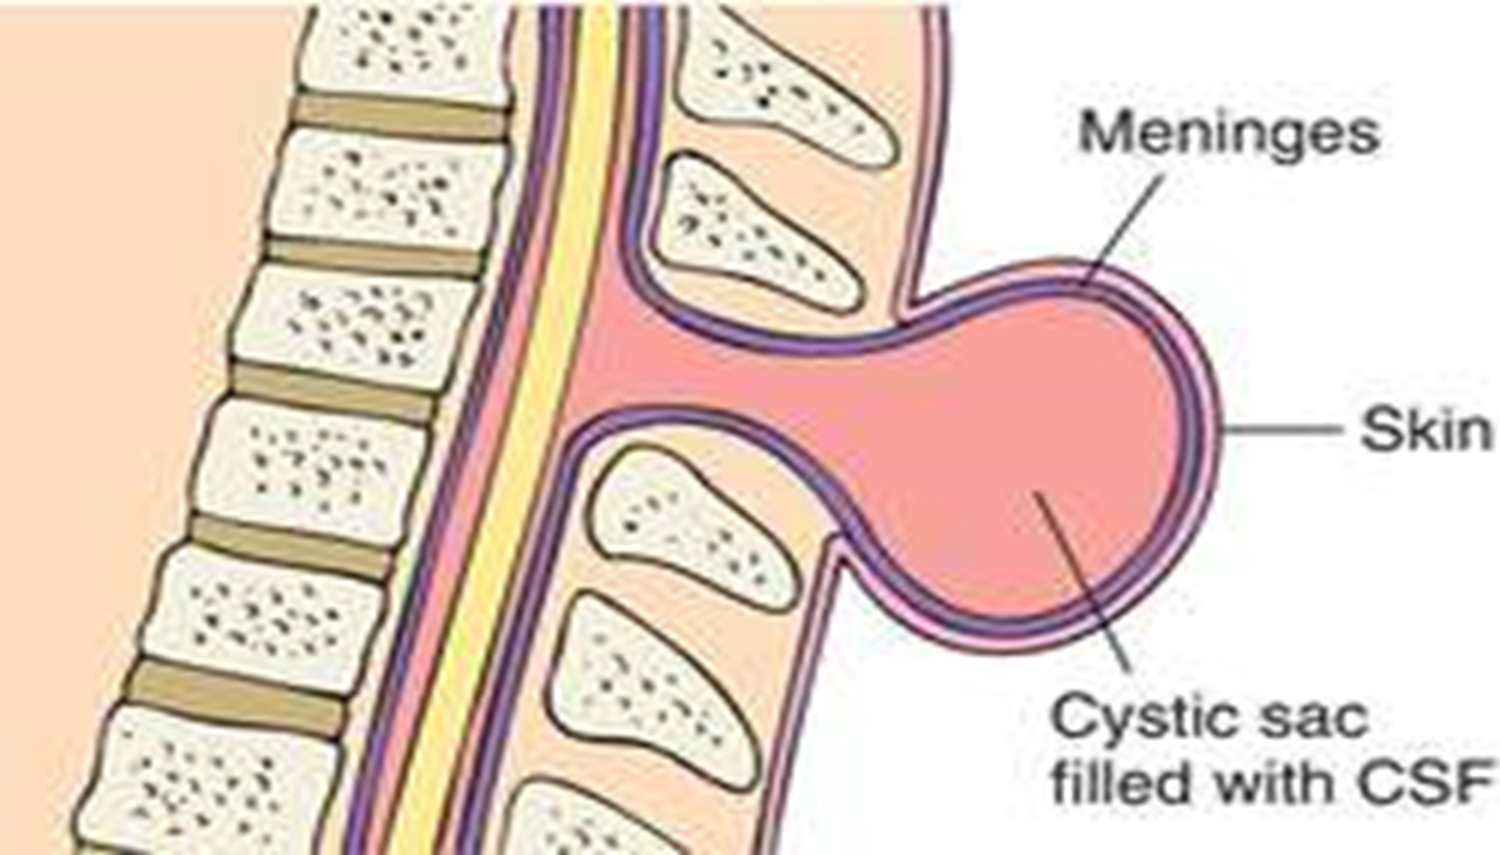 Meninges
Skin
Cystic sac
filled with CSF